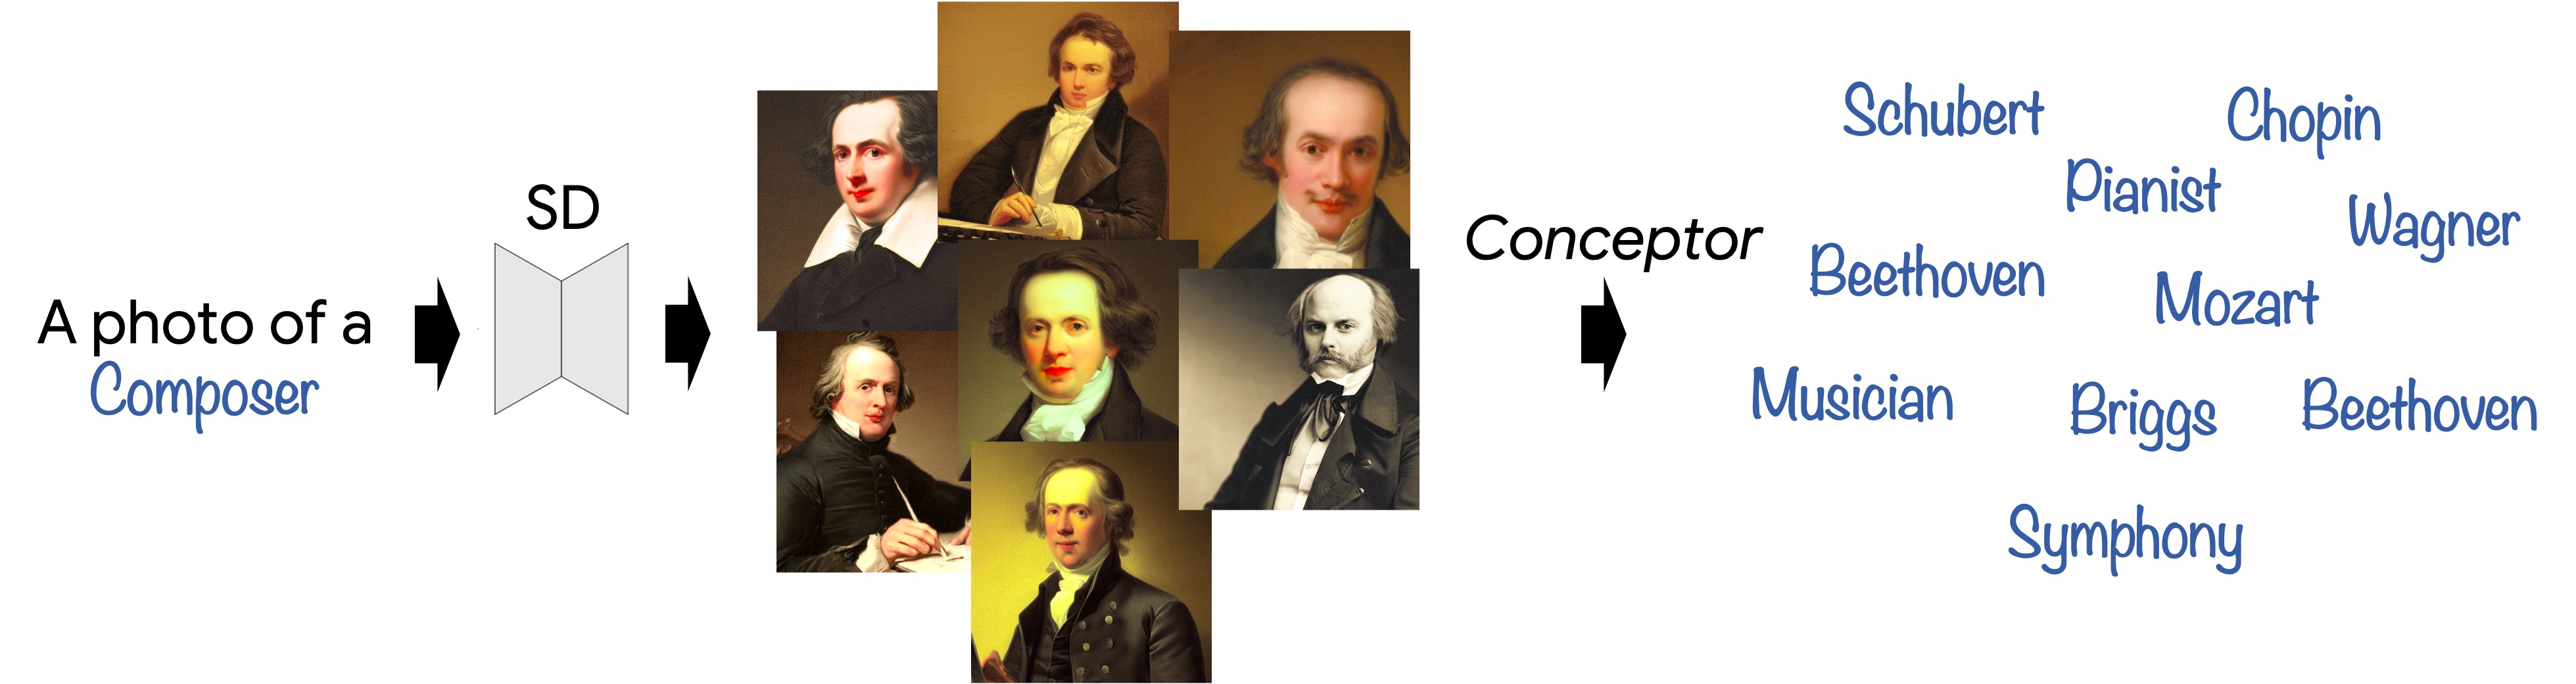 A photo of a
Composer
SD
Conceptor
Schubert
Chopin
Pianist
Wagner
Beethoven
Mozart
Musician
Briggs
Beethoven
Symphony